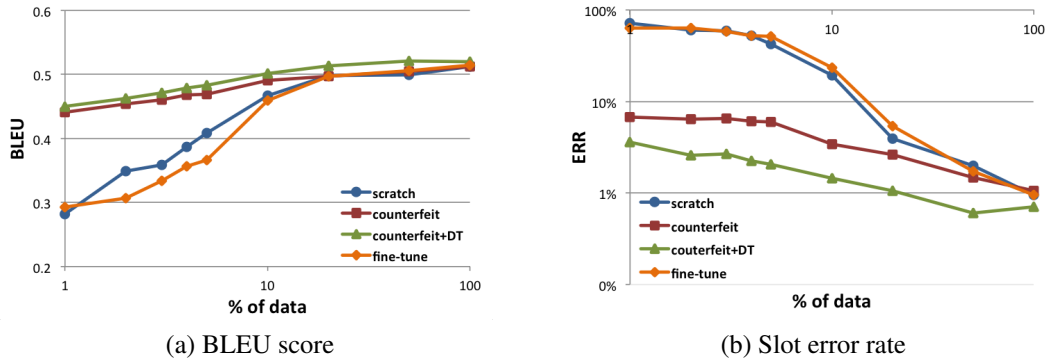 0.6
0.5
0.4
0.3
0.2
BLEU
scratch
counterfeit
counterfeit+DT
fine-tune
1
10
100
% of data
(a) BLEU score
100%
10%
1%
0%
ERR
1
10
100
scratch
counterfeit
couterfeit+DT
fine-tune
% of data
(b) Slot error rate